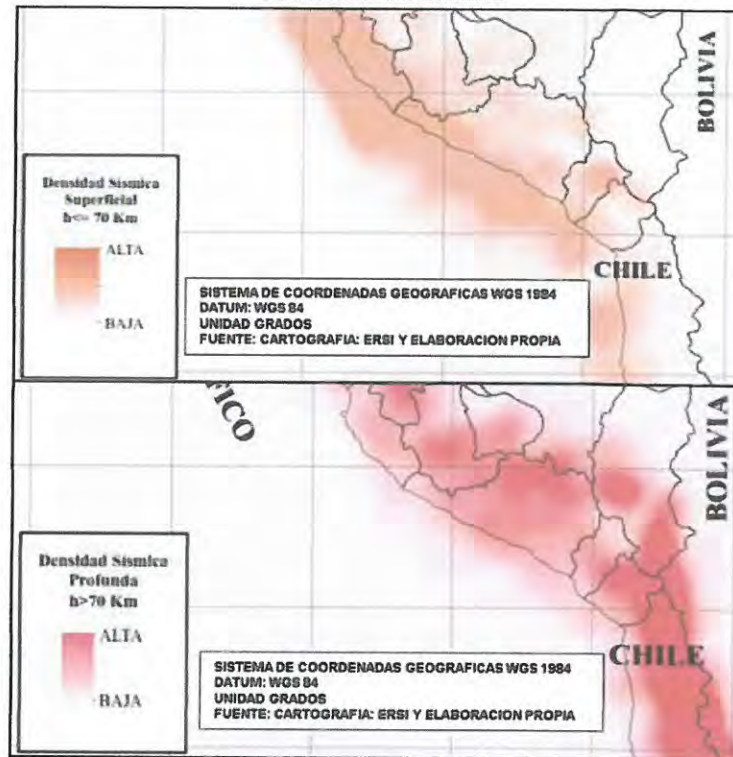 BOLIVIA
Densidad Sísmica
Superficial
h<= 70 Km
ALTA
BAJA
CHILE
SISTEMA DE COORDENADAS GEOGRAFICAS WGS 1984
DATUM: WGS 84
UNIDAD GRADOS
FUENTE: CARTOGRAFIA: ERSI Y ELABORACION PROPIA
FICO
BOLIVIA
Densidad Sísmica
Profunda
h>70 Km
ALTA
BAJA
CHILE
SISTEMA DE COORDENADAS GEOGRAFICAS WGS 1984
DATUM: WGS 84
UNIDAD GRADOS
FUENTE: CARTOGRAFIA: ERSI Y ELABORACION PROPIA